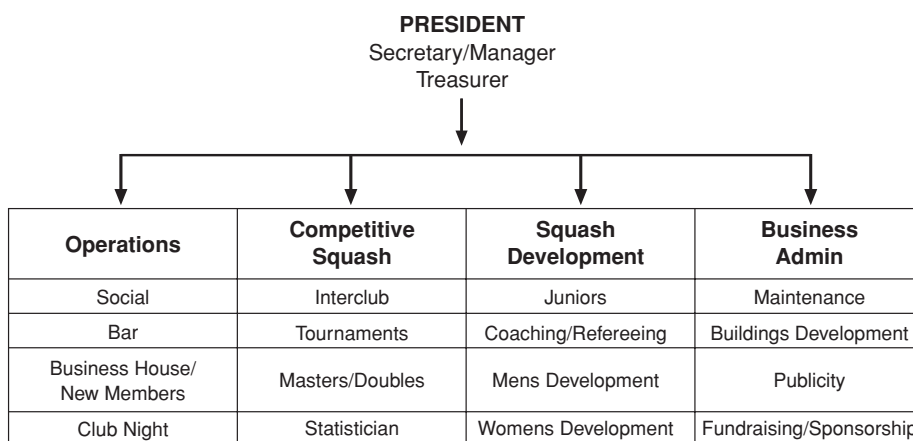 PRESIDENT
Secretary/Manager
Treasurer
Operations
Competitive
Squash
Squash
Development
Business
Admin
Social
Interclub
Juniors
Maintenance
Bar
Tournaments
Coaching/Refereeing
Buildings Development
Business House/
New Members
Masters/Doubles
Mens Development
Publicity
Club Night
Statistician
Womens Development
Fundraising/Sponsorship